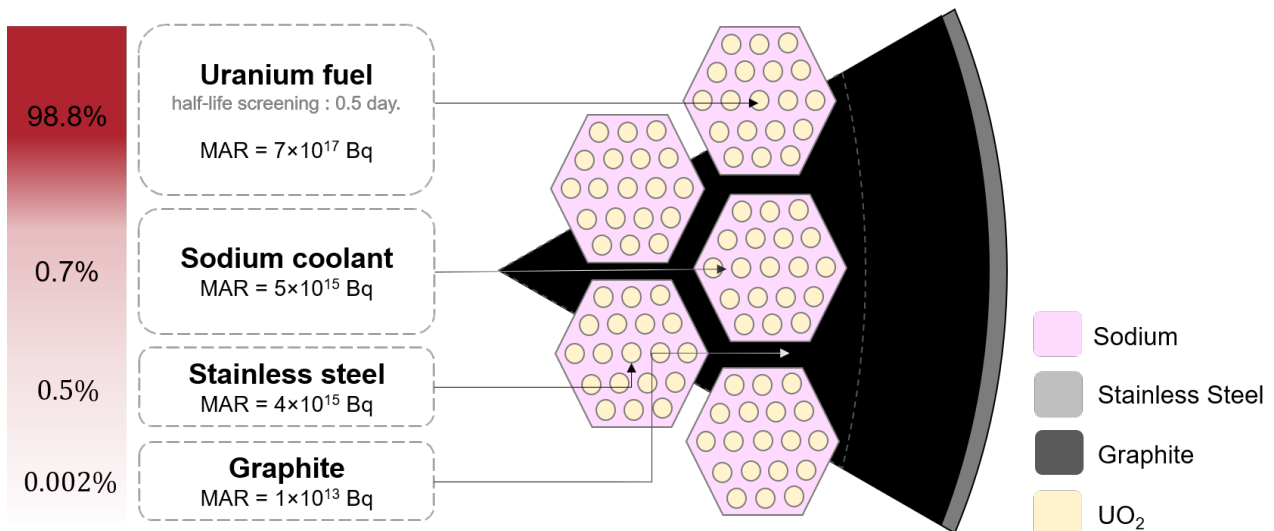 98.8%
Uranium fuel
half-life screening : 0.5 day.
MAR = 7×10¹⁷ Bq
0.7%
Sodium coolant
MAR = 5×10¹⁵ Bq
0.5%
Stainless steel
MAR = 4×10¹⁵ Bq
0.002%
Graphite
MAR = 1×10¹³ Bq
Sodium
Stainless Steel
Graphite
UO₂